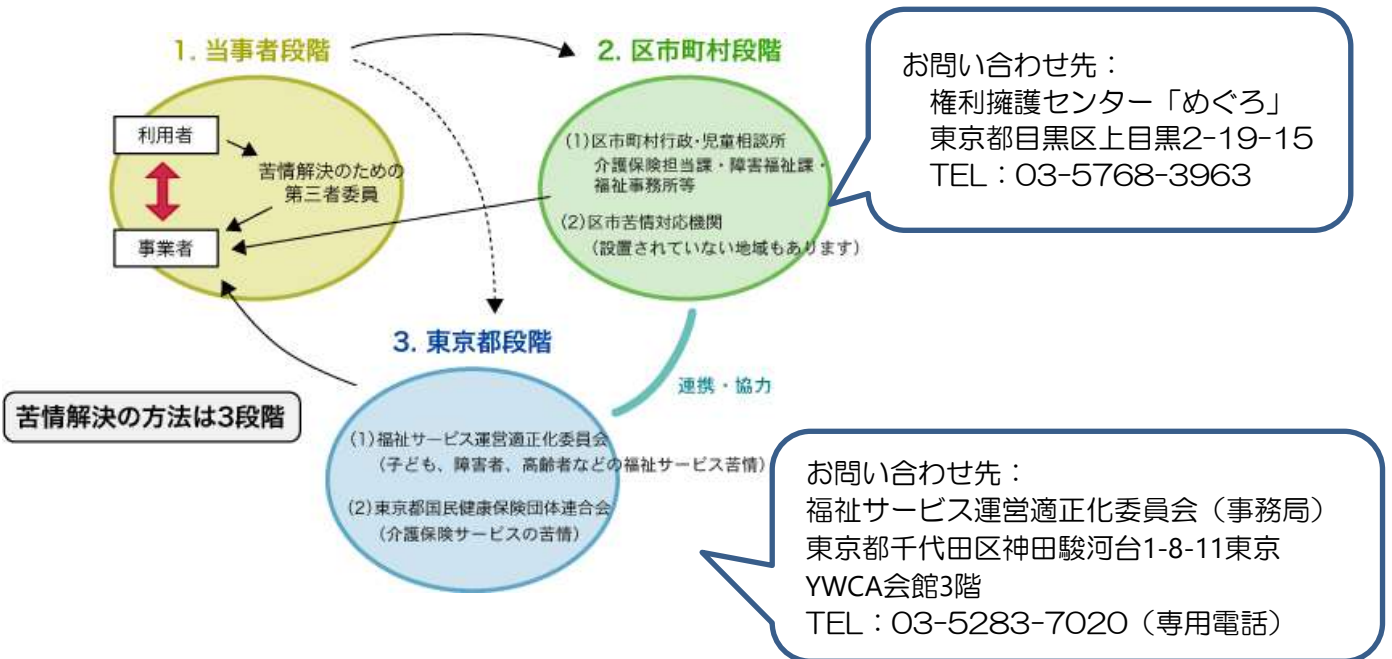 1. 当事者段階
利用者
苦情解決のための
第三者委員
事業者
2. 区市町村段階
(1)区市町村行政・児童相談所
介護保険担当課・障害福祉課・
福祉事務所等
(2)区市苦情対応機関
(設置されていない地域もあります)
お問い合わせ先：
権利擁護センター「めぐろ」
東京都目黒区上目黒2-19-15
TEL：03-5768-3963
3. 東京都段階
連携・協力
苦情解決の方法は3段階
(1)福祉サービス運営適正化委員会
(子ども、障害者、高齢者などの福祉サービス苦情)
(2)東京都国民健康保険団体連合会
(介護保険サービスの苦情)
お問い合わせ先：
福祉サービス運営適正化委員会（事務局）
東京都千代田区神田駿河台1-8-11東京
YWCA会館3階
TEL：03-5283-7020（専用電話）